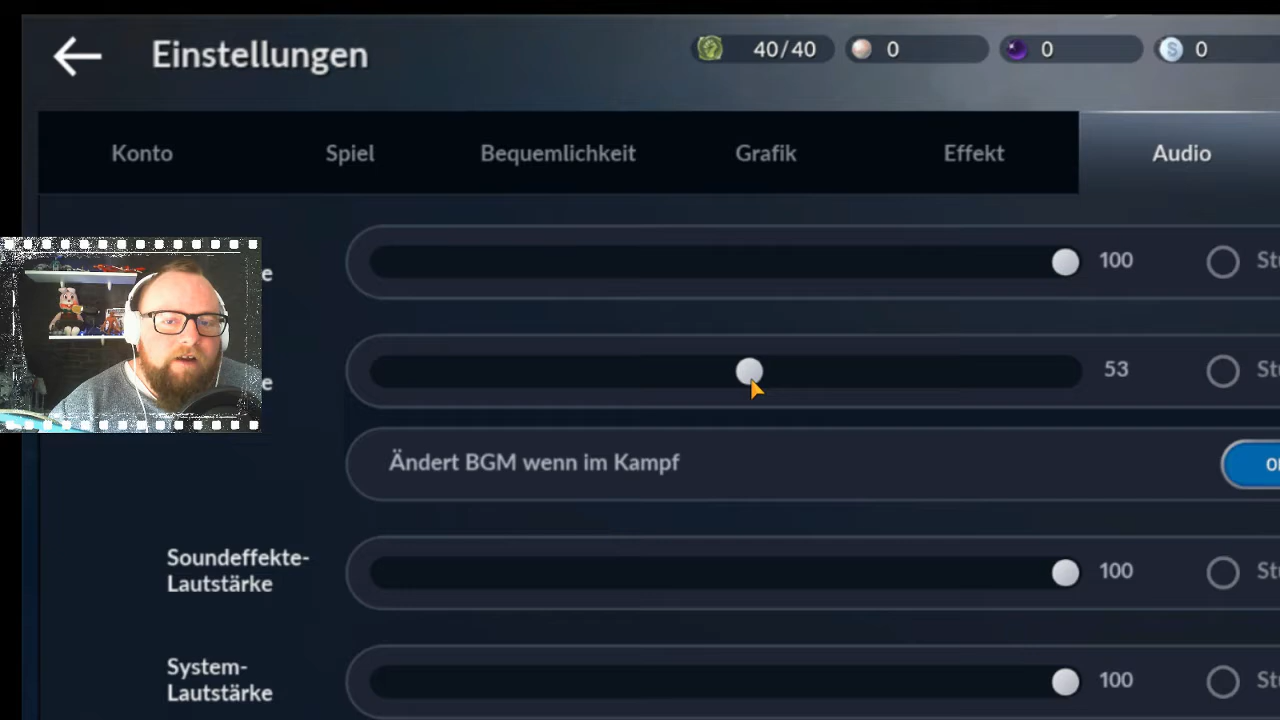 Einstellungen
40/40
0
0
0
Konto
Spiel
Bequemlichkeit
Grafik
Effekt
Audio
100
53
Ändert BGM wenn im Kampf
Soundeffekte-
Lautstärke
100
System-
Lautstärke
100